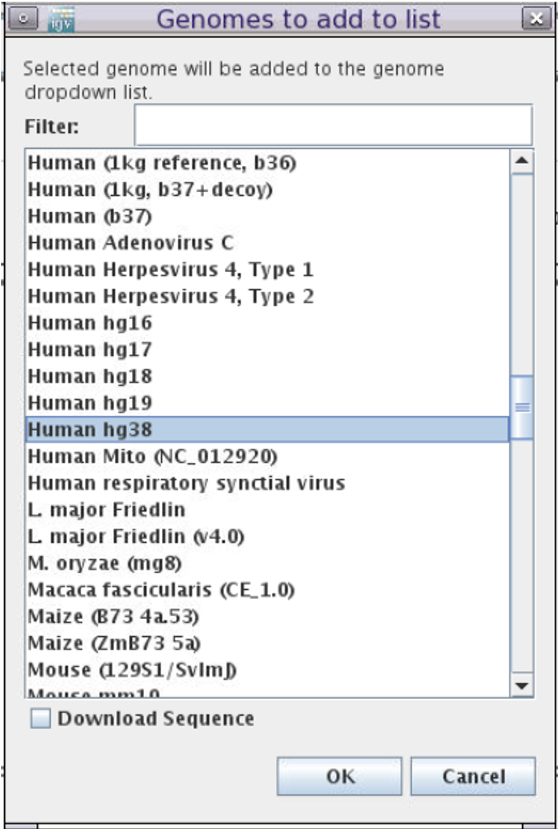 igv Genomes to add to list
Selected genome will be added to the genome
dropdown list.
Filter:
Human (1kg reference, b36)
Human (1kg, b37+decoy)
Human (b37)
Human Adenovirus C
Human Herpesvirus 4, Type 1
Human Herpesvirus 4, Type 2
Human hg16
Human hg17
Human hg18
Human hg19
Human hg38
Human Mito (NC_012920)
Human respiratory synctial virus
L. major Friedlin
L. major Friedlin (v4.0)
M. oryzae (mg8)
Macaca fascicularis (CE_1.0)
Maize (B73 4a.53)
Maize (ZmB73 5a)
Mouse (129S1/SvImJ)
Mouse mm10
Download Sequence
OK Cancel